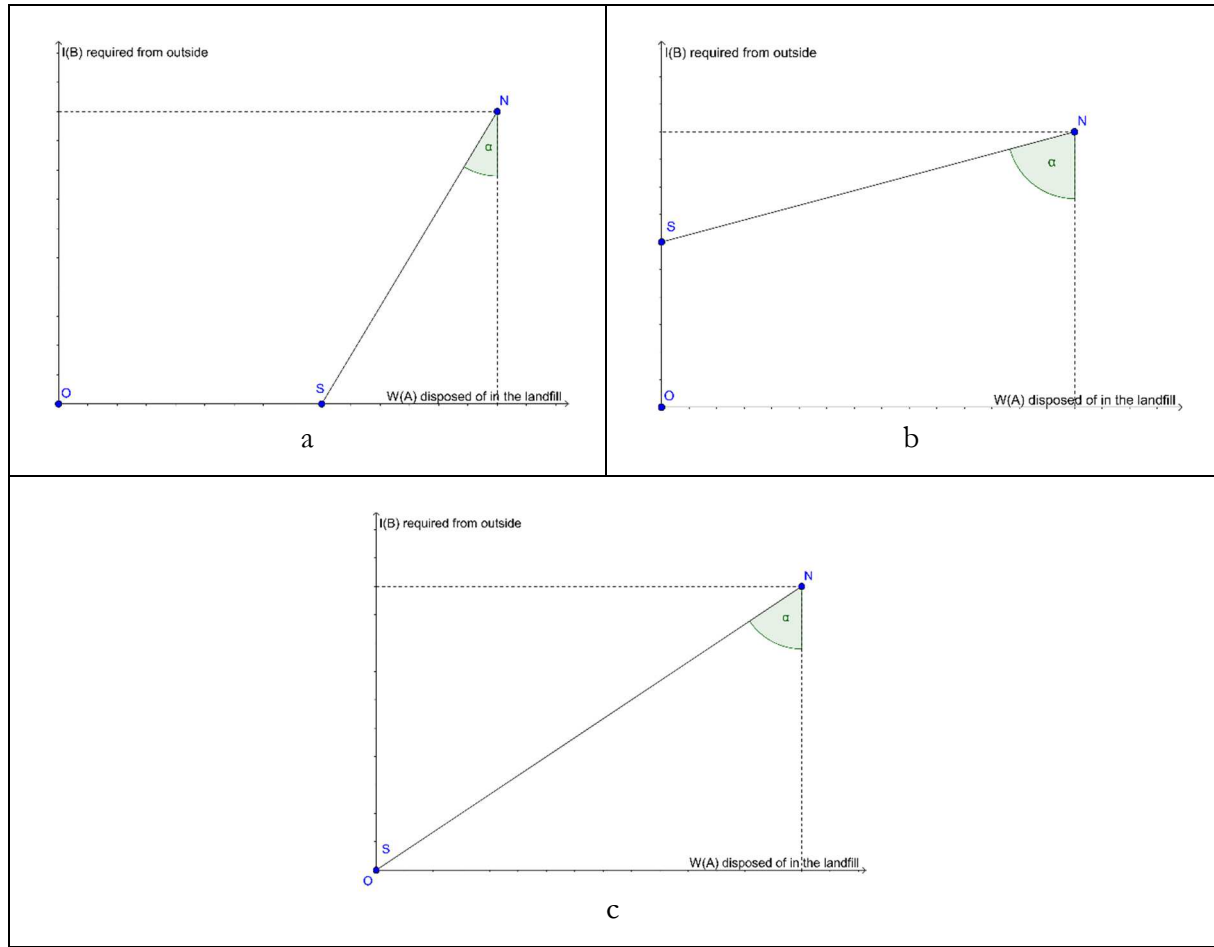 I(B) required from outside
N
α
S
O
W(A) disposed of in the landfill
a
I(B) required from outside
N
α
S
O
W(A) disposed of in the landfill
b
I(B) required from outside
N
α
S
W(A) disposed of in the landfill
O
c